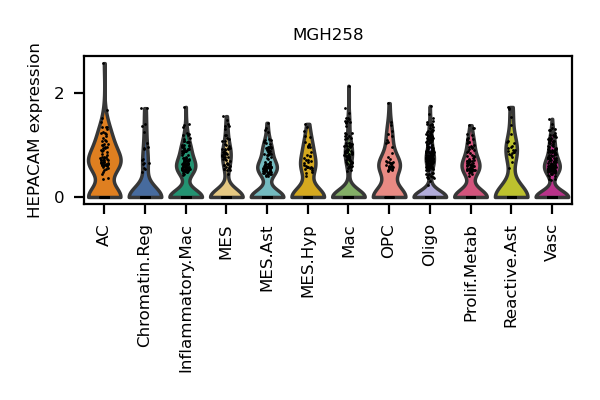 MGH258
HEPACAM expression
2
0
AC
Chromatin.Reg
Inflammatory.Mac
MES
MES.Ast
MES.Hyp
Mac
OPC
Oligo
Prolif.Metab
Reactive.Ast
Vasc